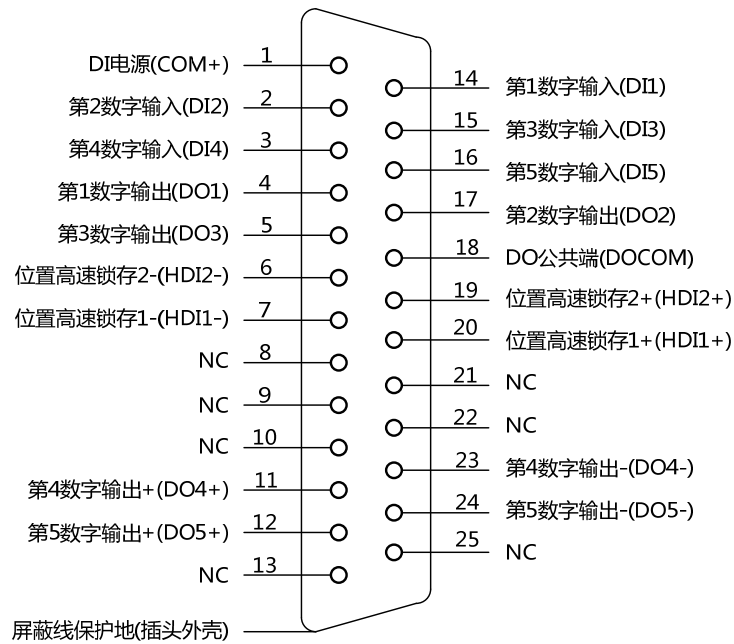 DI电源(COM+) 1
第2数字输入(DI2) 2
第4数字输入(DI4) 3
第1数字输出(DO1) 4
第3数字输出(DO3) 5
位置高速锁存2-(HDI2-) 6
位置高速锁存1-(HDI1-) 7
NC 8
NC 9
NC 10
第4数字输出+(DO4+) 11
第5数字输出+(DO5+) 12
NC 13
屏蔽线保护地(插头外壳)
14 第1数字输入(DI1)
15 第3数字输入(DI3)
16 第5数字输入(DI5)
17 第2数字输出(DO2)
18 DO公共端(DOCOM)
19 位置高速锁存2+(HDI2+)
20 位置高速锁存1+(HDI1+)
21 NC
22 NC
23 第4数字输出-(DO4-)
24 第5数字输出-(DO5-)
25 NC